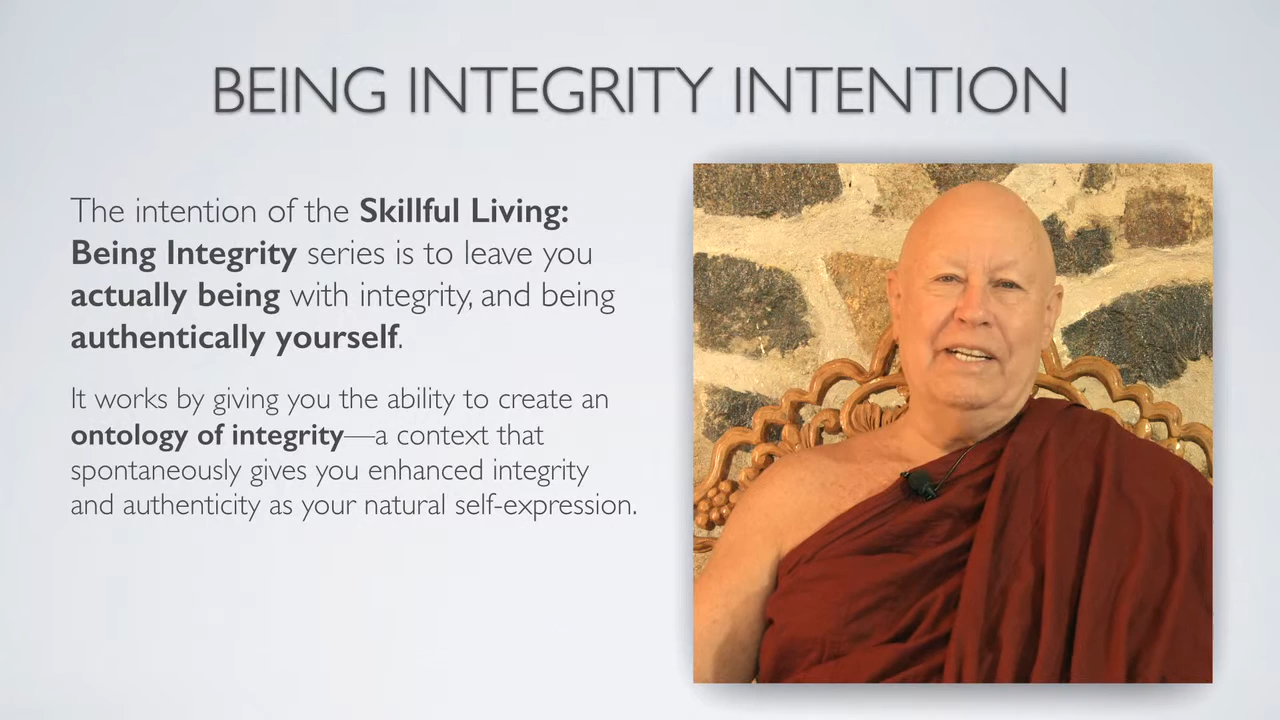 BEING INTEGRITY INTENTION
The intention of the Skillful Living:
Being Integrity series is to leave you
actually being with integrity, and being
authentically yourself.
It works by giving you the ability to create an
ontology of integrity—a context that
spontaneously gives you enhanced integrity
and authenticity as your natural self-expression.